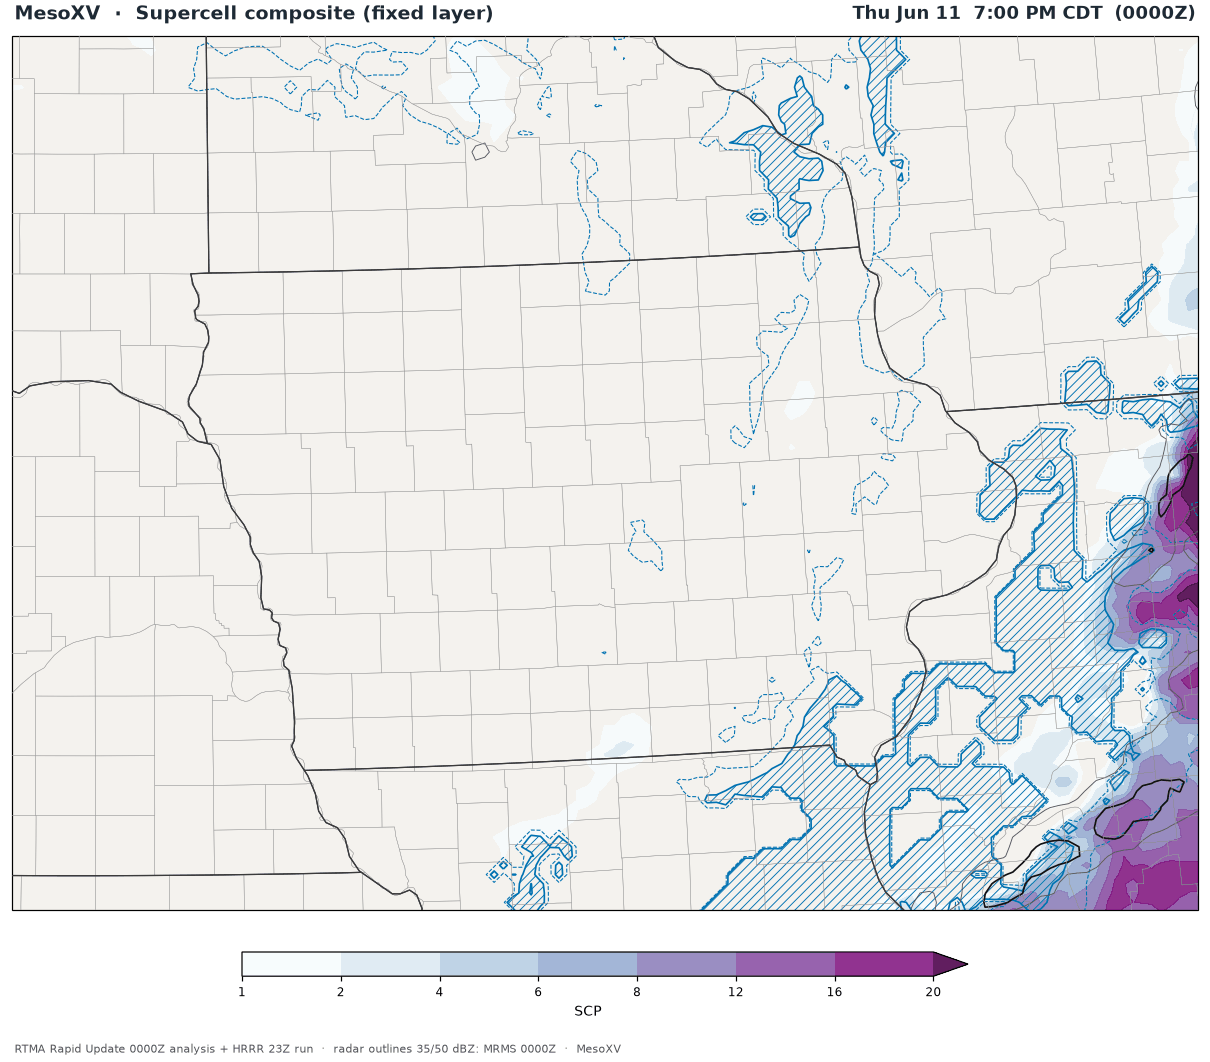 MesoXV · Supercell composite (fixed layer)
Thu Jun 11 7:00 PM CDT (0000Z)
1 2 4 6 8 12 16 20
SCP
RTMA Rapid Update 0000Z analysis + HRRR 23Z run · radar outlines 35/50 dBZ: MRMS 0000Z · MesoXV